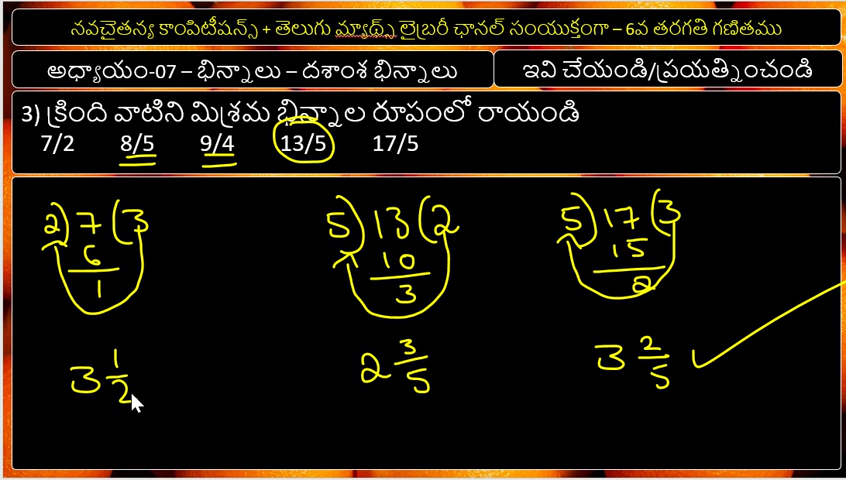 నవచైతన్య కాంపిటీషన్స్ + తెలుగు మ్యాథ్స్ లైబ్రరీ ఛానల్ సంయుక్తంగా – 6వ తరగతి గణితము
అధ్యాయం-07 – భిన్నాలు – దశాంశ భిన్నాలు
ఇవి చేయండి/ప్రయత్నించండి
3) క్రింది వాటిని మిశ్రమ భిన్నాల రూపంలో రాయండి
7/2 8/5 9/4 13/5 17/5
2) 7 (3
6
1
3 1/2
5) 13 (2
10
3
2 3/5
5) 17 (3
15
2
3 2/5